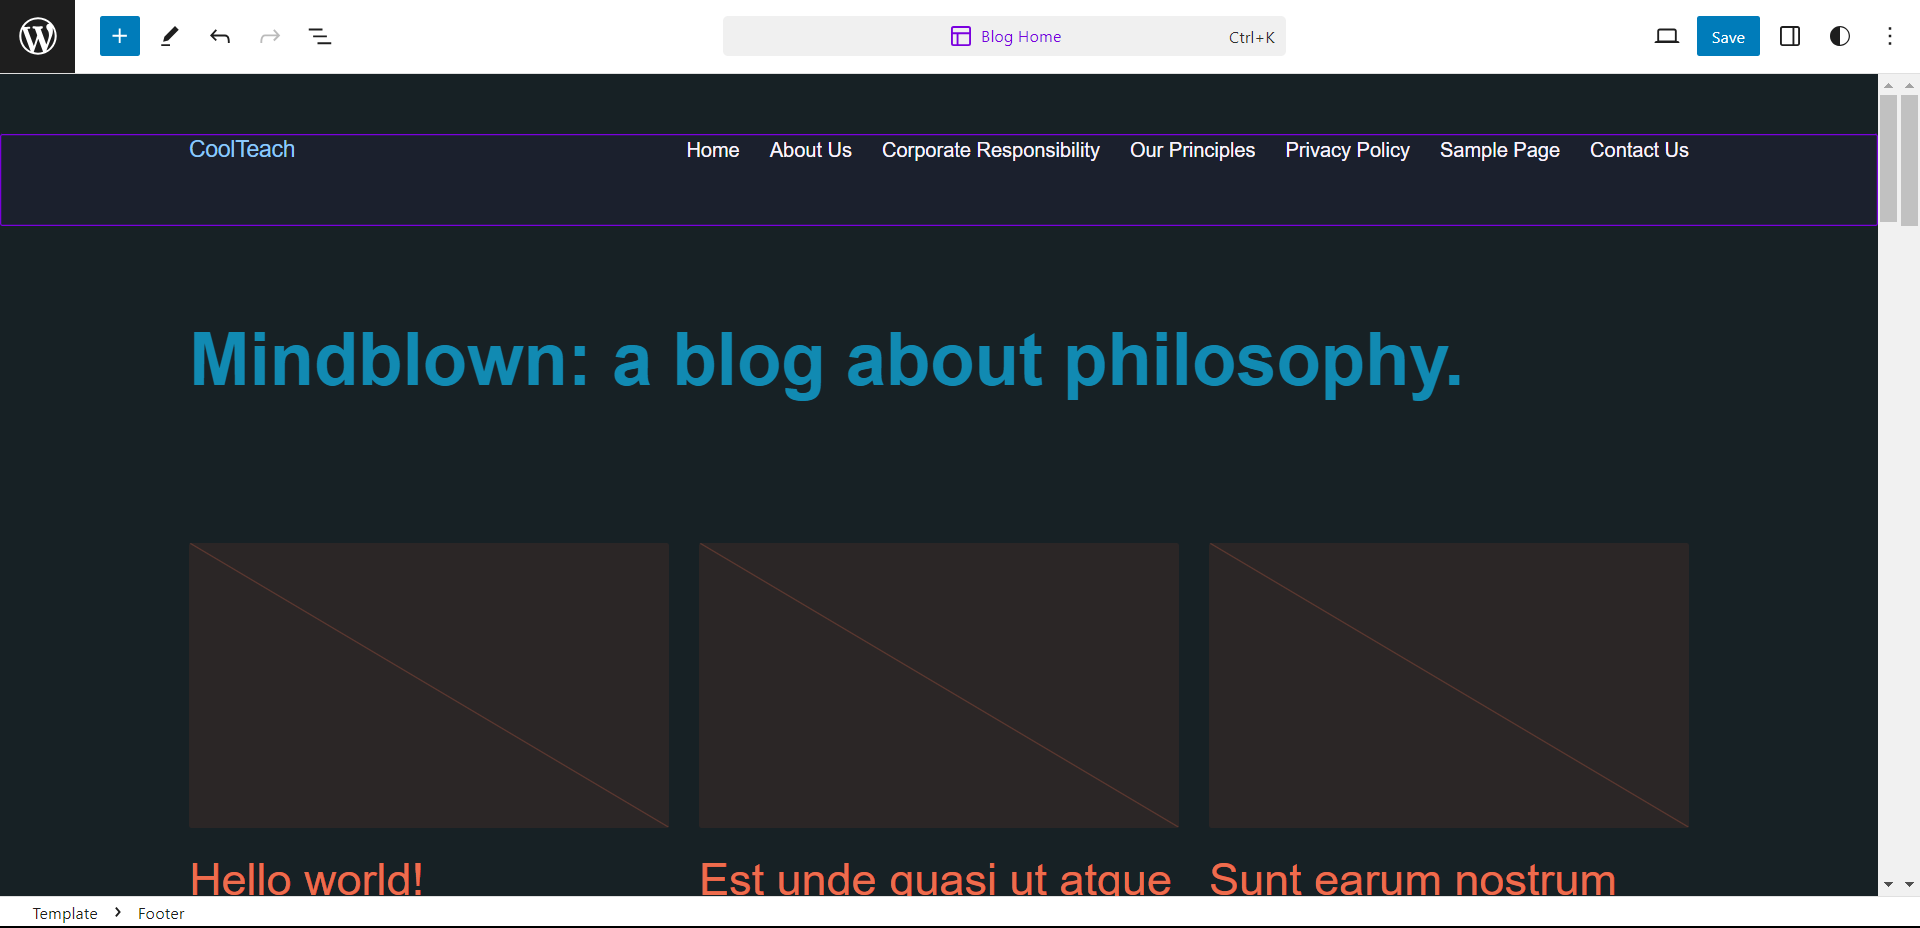 Blog Home Ctrl+K Save
CoolTeach Home About Us Corporate Responsibility Our Principles Privacy Policy Sample Page Contact Us
Mindblown: a blog about philosophy.
Hello world! Est unde quasi ut atque Sunt earum nostrum
Template Footer